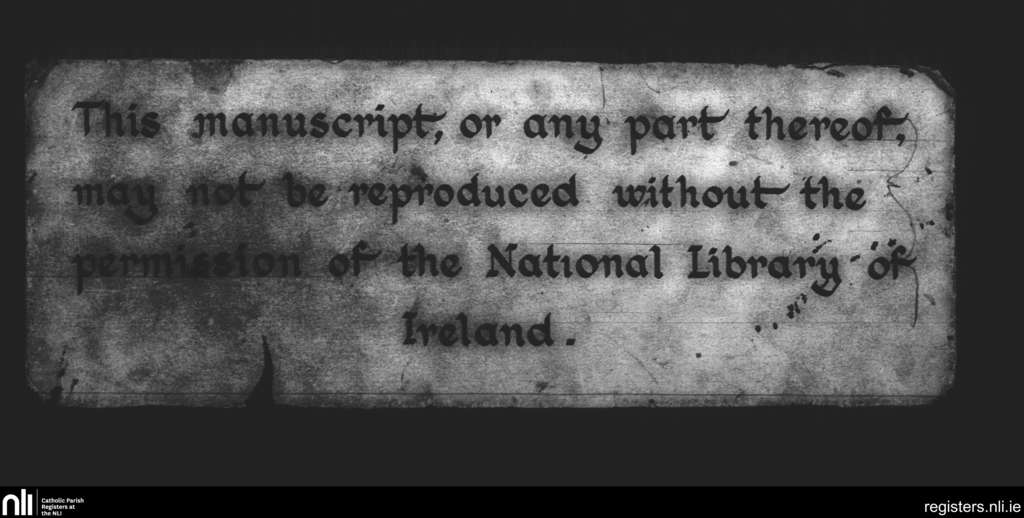 This manuscript, or any part thereof,
may not be reproduced without the
permission of the National Library of
Ireland.
nli
Catholic Parish
Registers at
the NLI
registers.nli.ie